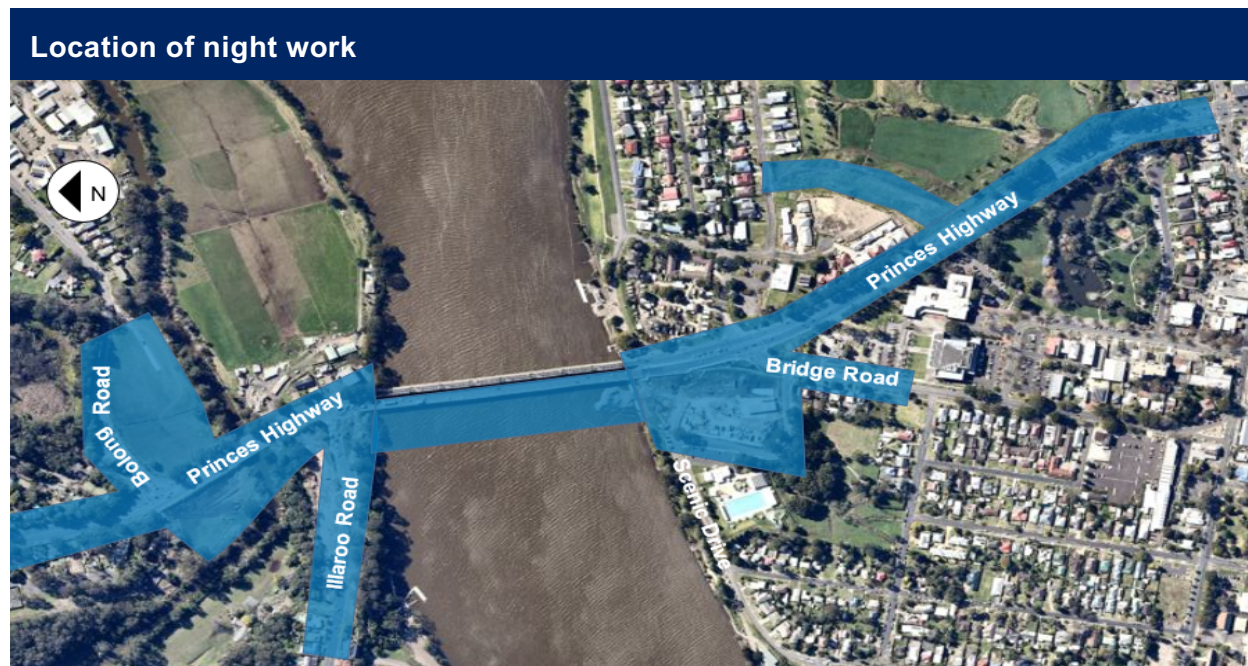 Location of night work
N
Princes Highway
Bridge Road
Bolong Road
Princes Highway
Illaroo Road
Scenic Drive